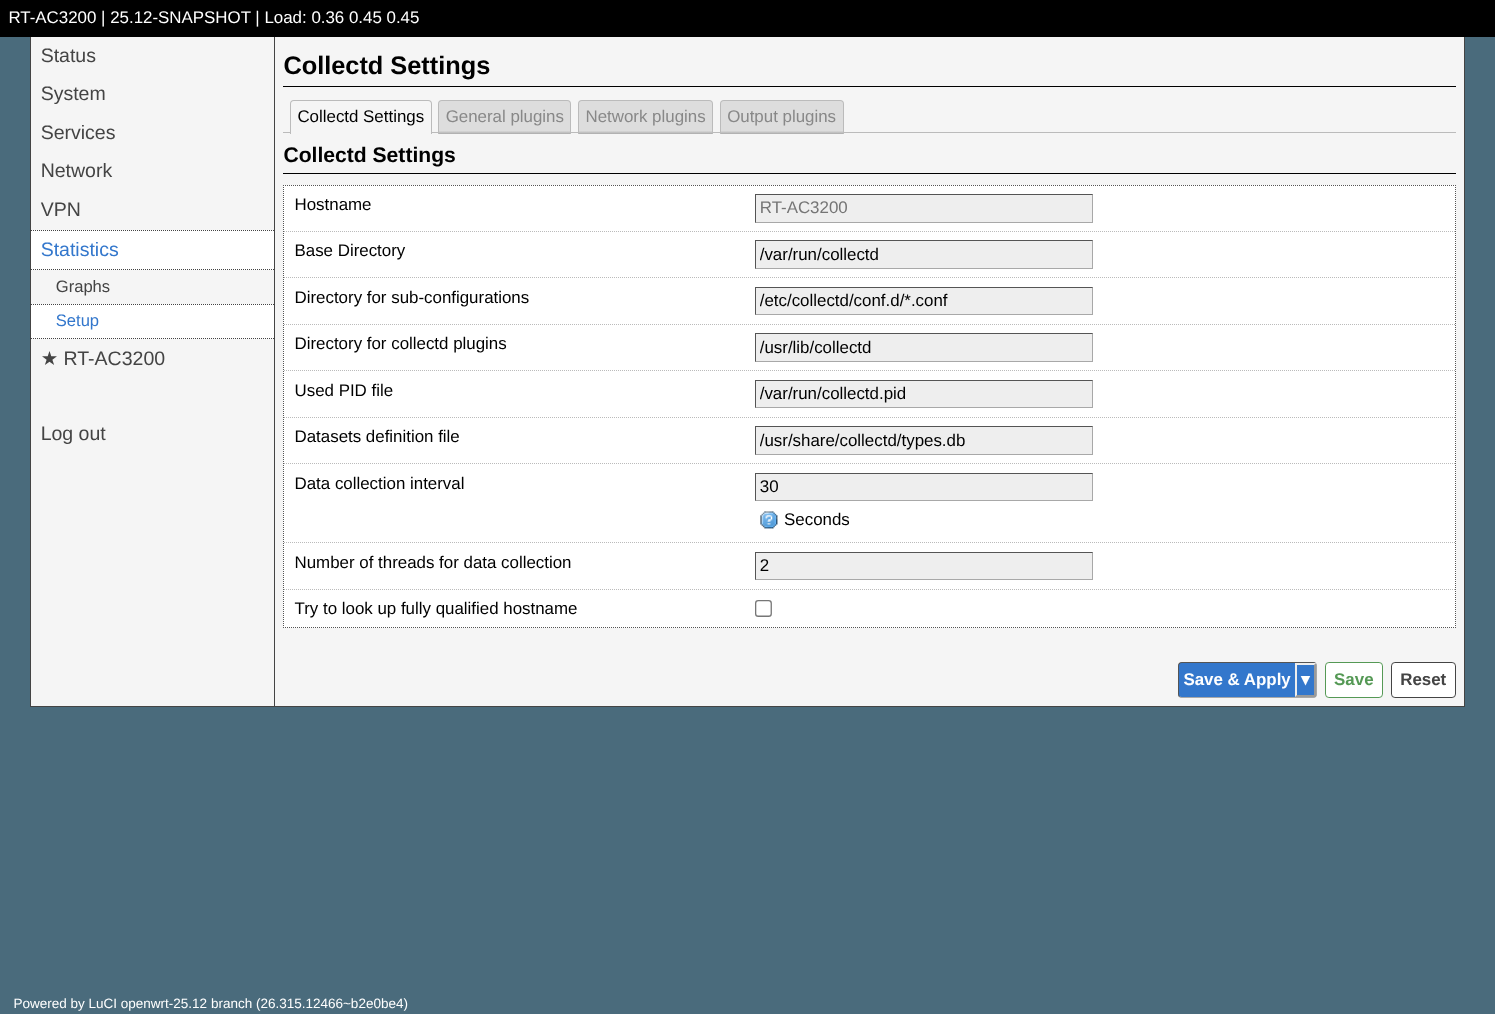 RT-AC3200 | 25.12-SNAPSHOT | Load: 0.36 0.45 0.45
Status
System
Services
Network
VPN
Statistics
Graphs
Setup
★ RT-AC3200
Log out
Collectd Settings
Collectd Settings General plugins Network plugins Output plugins
Collectd Settings
Hostname RT-AC3200
Base Directory /var/run/collectd
Directory for sub-configurations /etc/collectd/conf.d/*.conf
Directory for collectd plugins /usr/lib/collectd
Used PID file /var/run/collectd.pid
Datasets definition file /usr/share/collectd/types.db
Data collection interval 30
? Seconds
Number of threads for data collection 2
Try to look up fully qualified hostname
Save & Apply ▼ Save Reset
Powered by LuCI openwrt-25.12 branch (26.315.12466~b2e0be4)